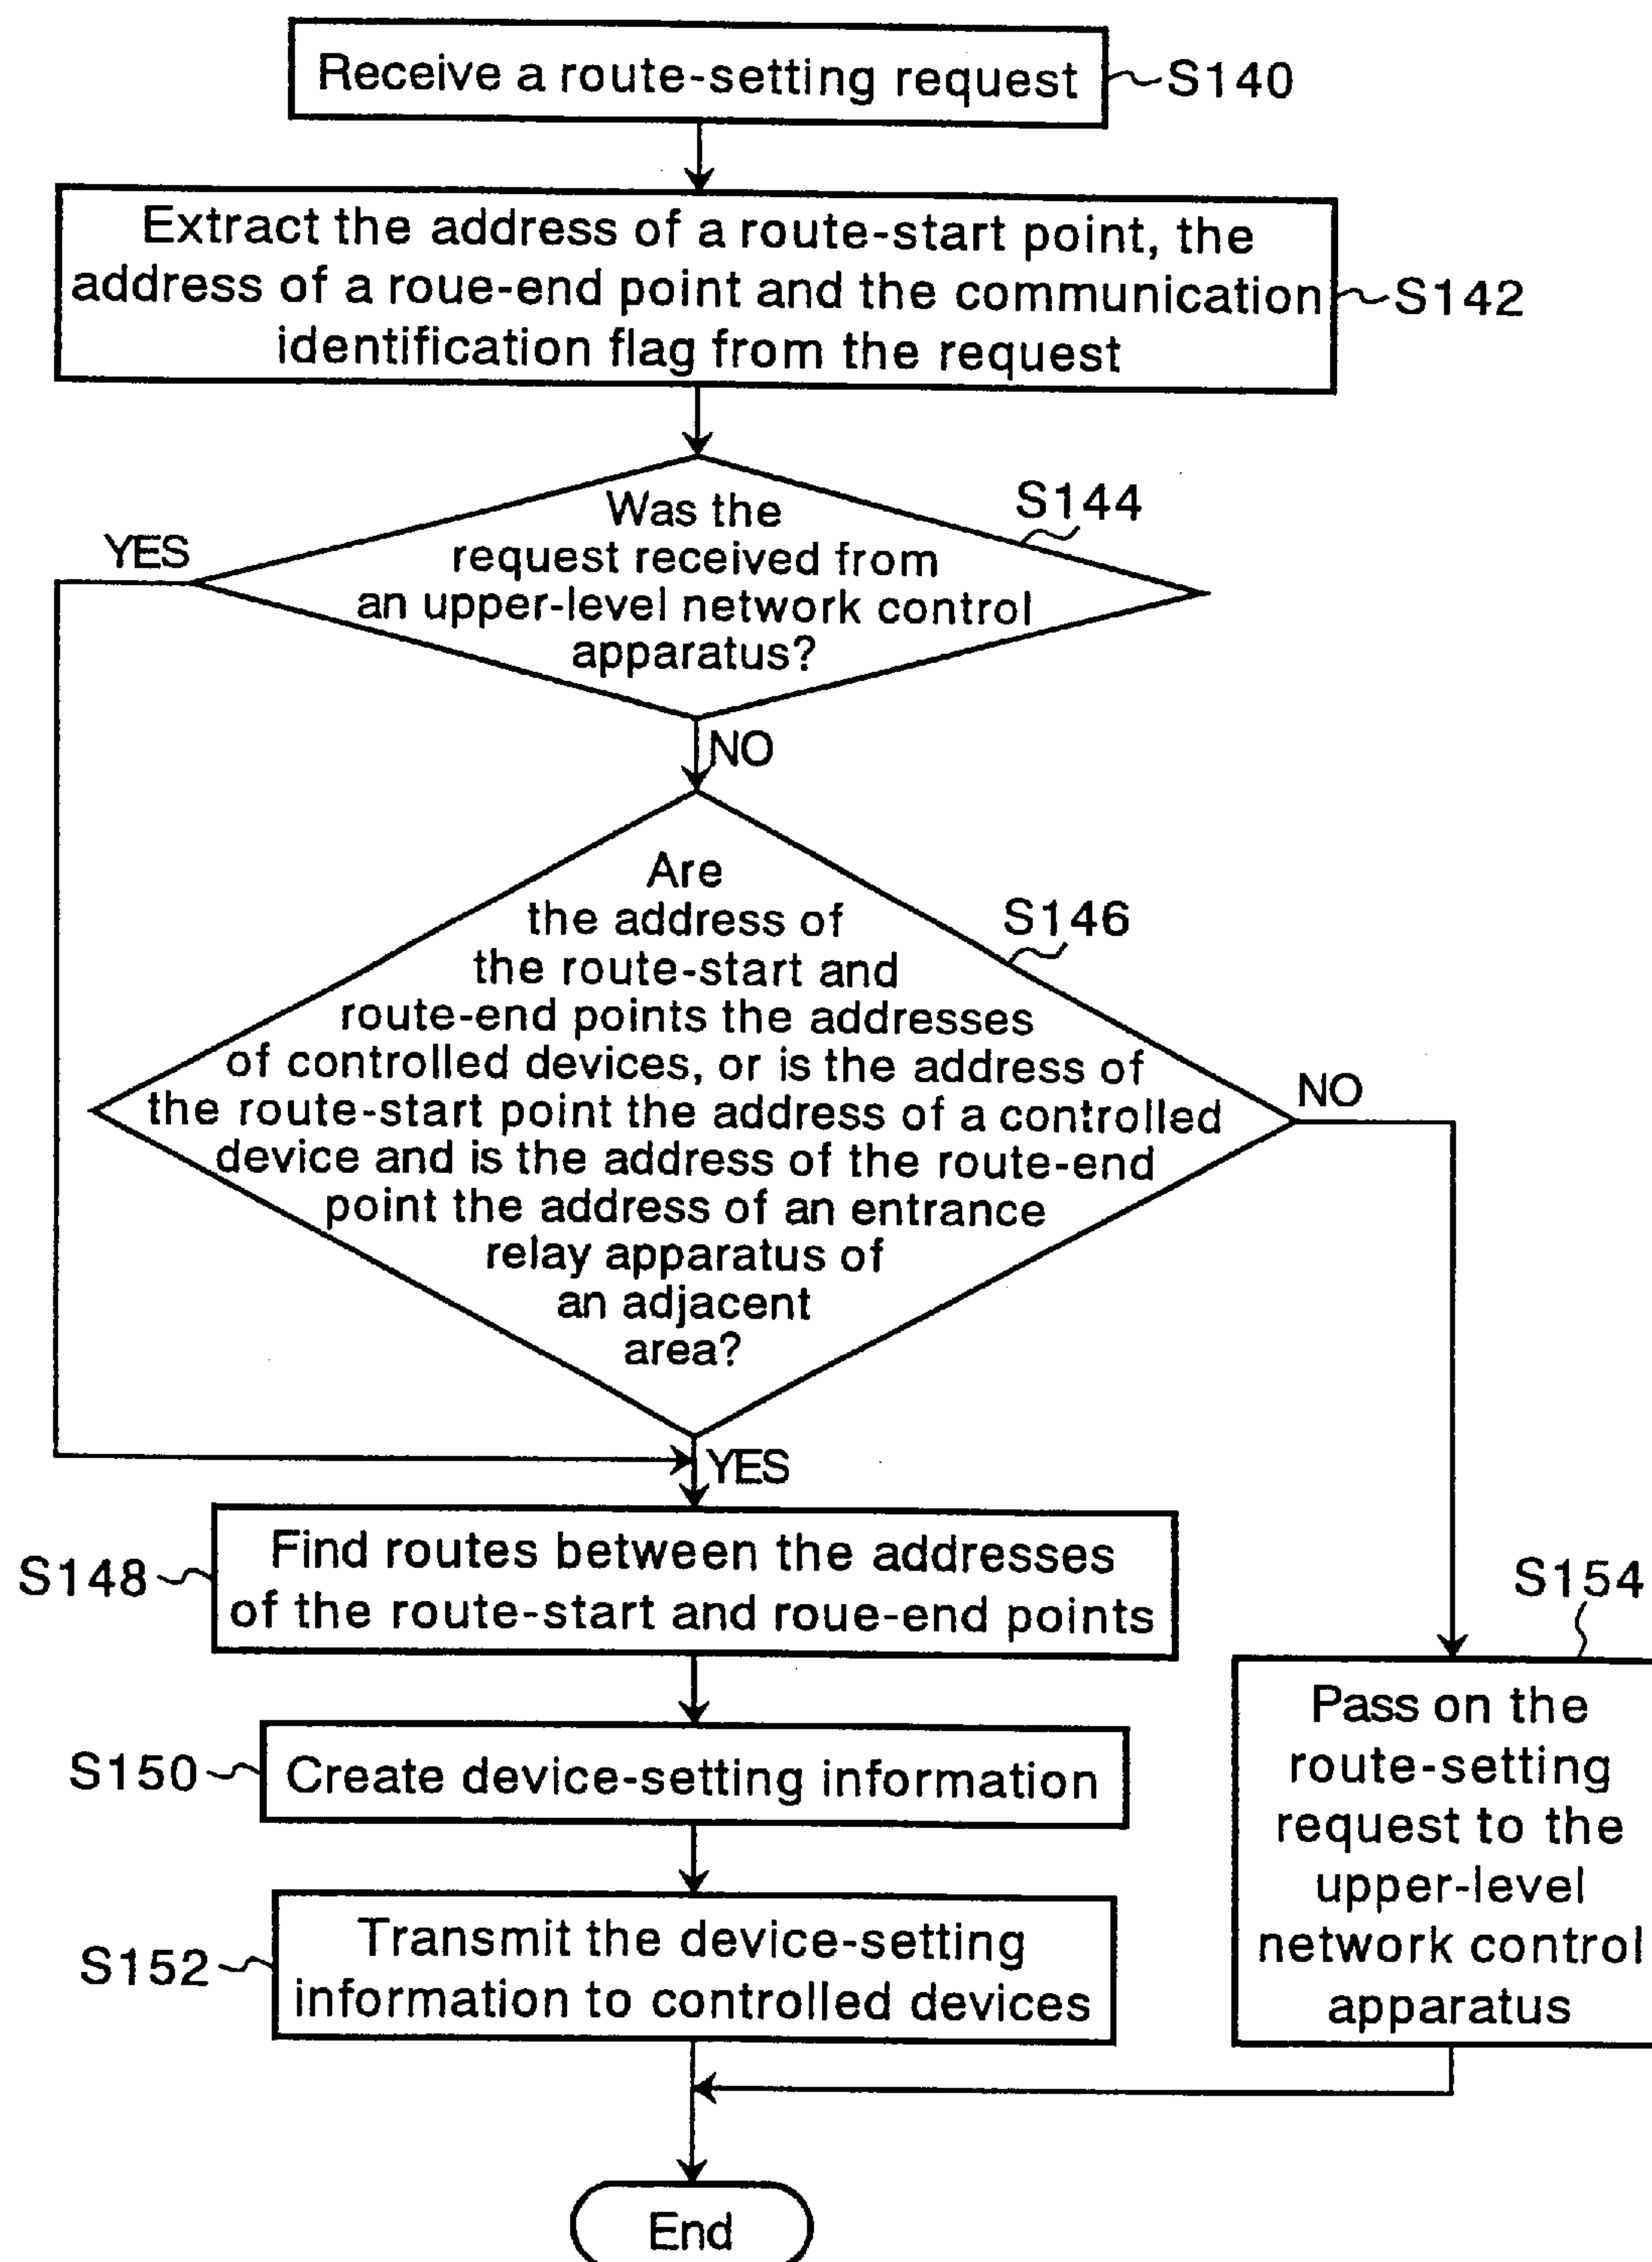 Receive a route-setting request
S140
Extract the address of a route-start point, the
address of a roue-end point and the communication
identification flag from the request
S142
Was the
request received from
an upper-level network control
apparatus?
S144
YES
NO
Are
the address of
the route-start and
route-end points the addresses
of controlled devices, or is the address of
the route-start point the address of a controlled
device and is the address of the route-end
point the address of an entrance
relay apparatus of
an adjacent
area?
S146
NO
YES
S148
Find routes between the addresses
of the route-start and roue-end points
S150
Create device-setting information
S152
Transmit the device-setting
information to controlled devices
S154
Pass on the
route-setting
request to the
upper-level
network control
apparatus
End